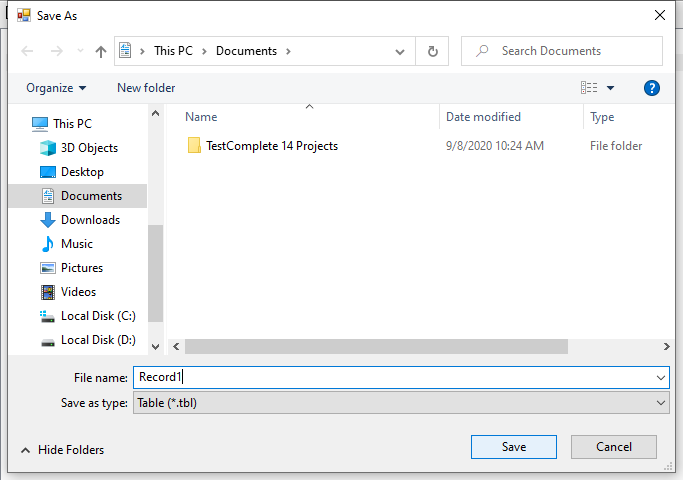 Save As
This PC Documents
Search Documents
Organize New folder
Name Date modified Type
This PC
3D Objects
Desktop
Documents
Downloads
Music
Pictures
Videos
Local Disk (C:)
Local Disk (D:)
TestComplete 14 Projects 9/8/2020 10:24 AM File folder
File name: Record1
Save as type: Table (*.tbl)
Hide Folders Save Cancel